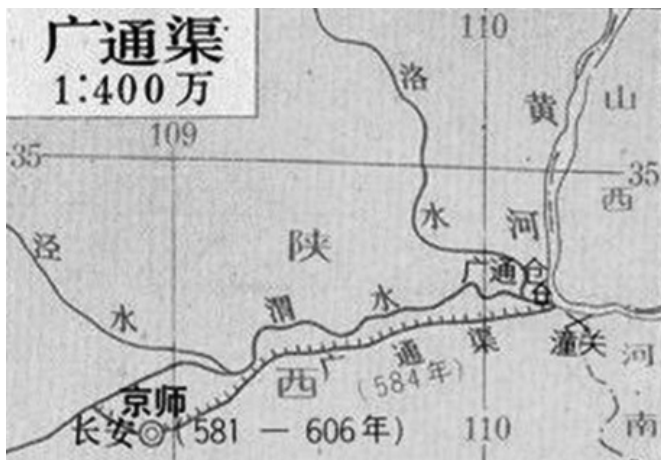 广通渠
1:400万
110
109
35
35
洛水
黄河
山西
泾水
陕西
渭水
广通仓
广通渠
(584年)
潼关
河南
京师
长安 (581 — 606年)
110